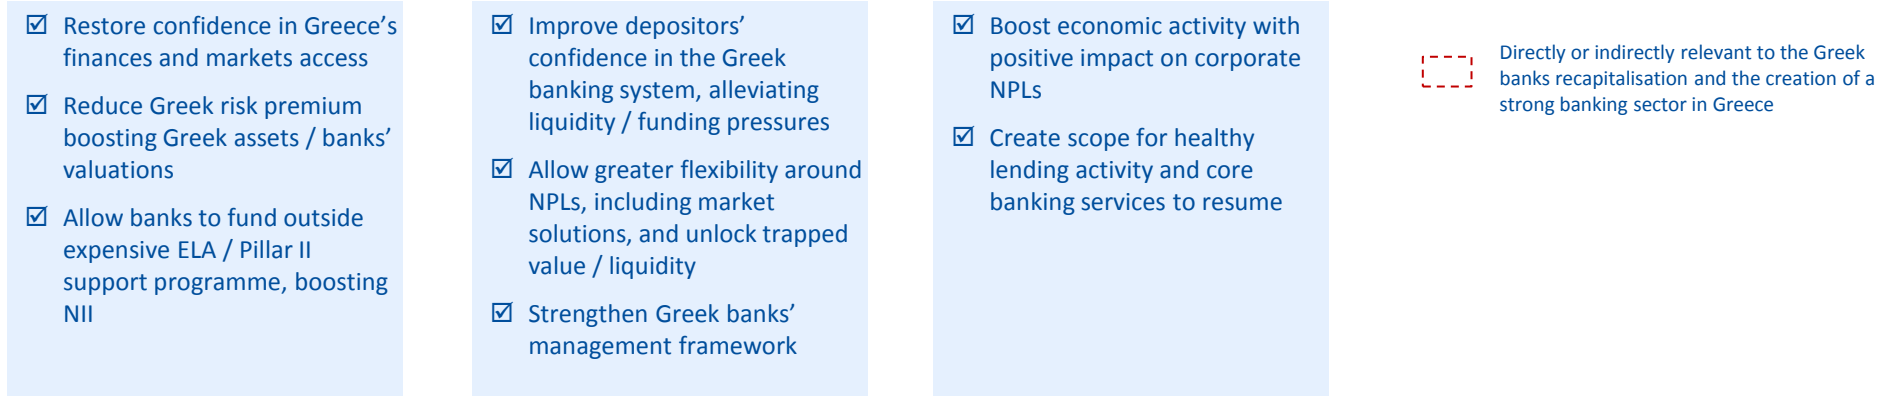 Restore confidence in Greece’s
finances and markets access
Reduce Greek risk premium
boosting Greek assets / banks’
valuations
Allow banks to fund outside
expensive ELA / Pillar II
support programme, boosting
NII
Improve depositors’
confidence in the Greek
banking system, alleviating
liquidity / funding pressures
Allow greater flexibility around
NPLs, including market
solutions, and unlock trapped
value / liquidity
Strengthen Greek banks’
management framework
Boost economic activity with
positive impact on corporate
NPLs
Create scope for healthy
lending activity and core
banking services to resume
Directly or indirectly relevant to the Greek
banks recapitalisation and the creation of a
strong banking sector in Greece